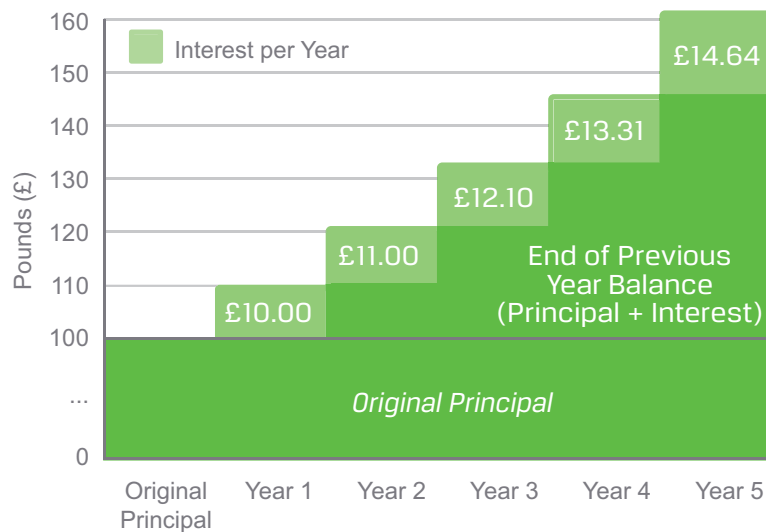 160
Interest per Year
£14.64
150
140
£13.31
130
£12.10
120
£11.00
End of Previous
Year Balance
(Principal + Interest)
110
£10.00
100
Pounds (£)
...
Original Principal
0
Original
Principal
Year 1
Year 2
Year 3
Year 4
Year 5